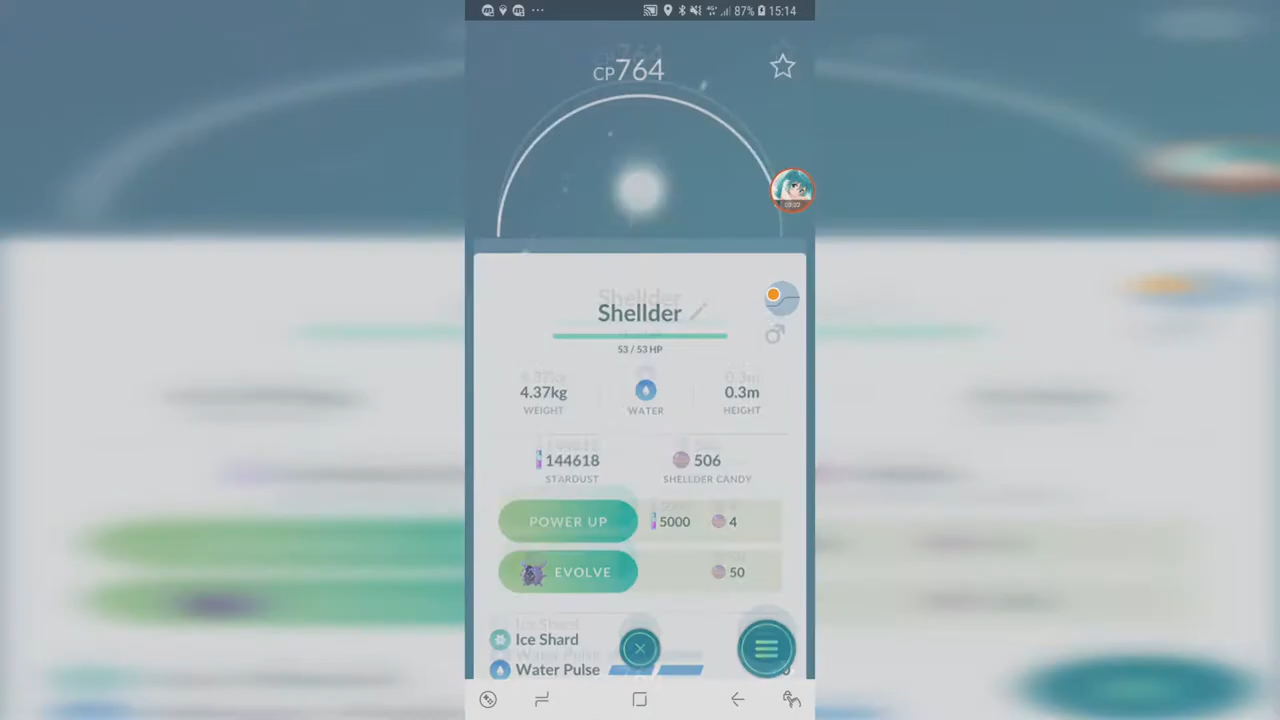 87% 15:14
CP764
Shellder
53 / 53 HP
4.37kg
WEIGHT
WATER
0.3m
HEIGHT
144618
STARDUST
506
SHELLDER CANDY
POWER UP 5000 4
EVOLVE 50
Ice Shard
Water Pulse